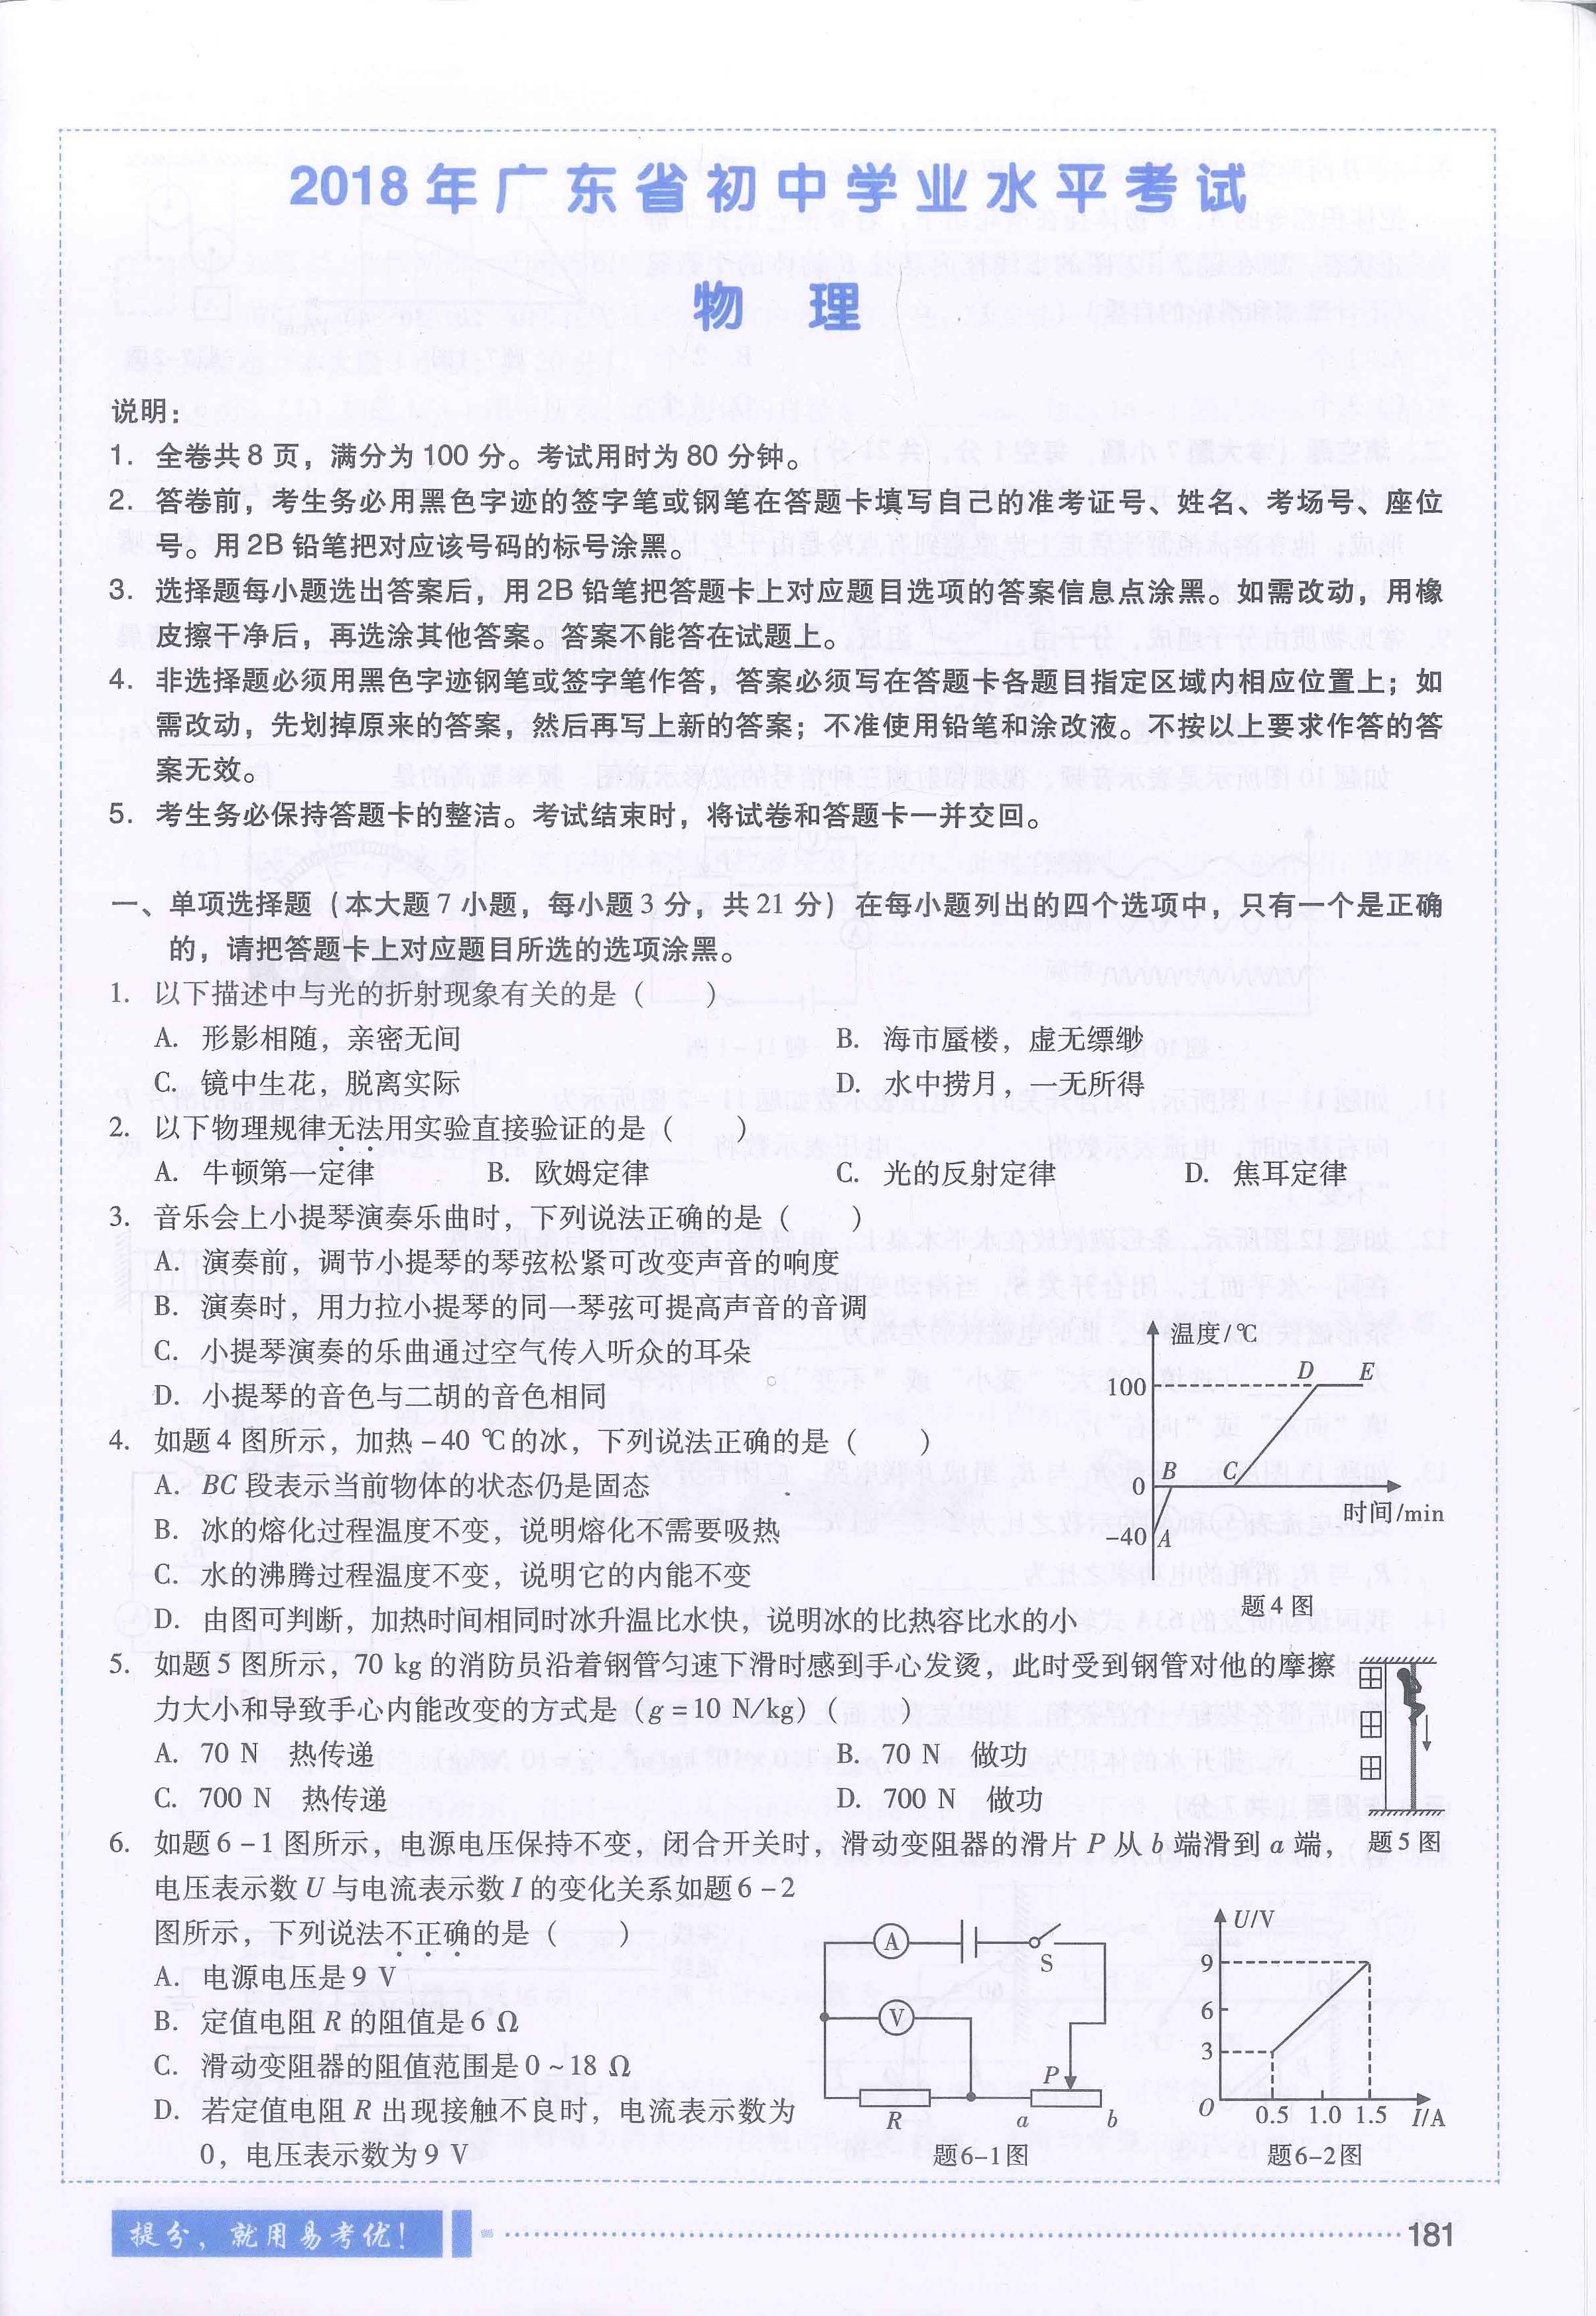 2018年广东省初中学业水平考试
物 理
说明：
1. 全卷共8页，满分为100分。考试用时为80分钟。
2. 答卷前，考生务必用黑色字迹的签字笔或钢笔在答题卡填写自己的准考证号、姓名、考场号、座位
号。用2B铅笔把对应该号码的标号涂黑。
3. 选择题每小题选出答案后，用2B铅笔把答题卡上对应题目选项的答案信息点涂黑。如需改动，用橡
皮擦干净后，再选涂其他答案。答案不能答在试题上。
4. 非选择题必须用黑色字迹钢笔或签字笔作答，答案必须写在答题卡各题目指定区域内相应位置上；如
需改动，先划掉原来的答案，然后再写上新的答案；不准使用铅笔和涂改液。不按以上要求作答的答
案无效。
5. 考生务必保持答题卡的整洁。考试结束时，将试卷和答题卡一并交回。
一、单项选择题（本大题7小题，每小题3分，共21分）在每小题列出的四个选项中，只有一个是正确
的，请把答题卡上对应题目所选的选项涂黑。
1. 以下描述中与光的折射现象有关的是（ ）
A. 形影相随，亲密无间 B. 海市蜃楼，虚无缥缈
C. 镜中生花，脱离实际 D. 水中捞月，一无所得
2. 以下物理规律无法用实验直接验证的是（ ）
A. 牛顿第一定律 B. 欧姆定律 C. 光的反射定律 D. 焦耳定律
3. 音乐会上小提琴演奏乐曲时，下列说法正确的是（ ）
A. 演奏前，调节小提琴的琴弦松紧可改变声音的响度
B. 演奏时，用力拉小提琴的同一琴弦可提高声音的音调
C. 小提琴演奏的乐曲通过空气传入听众的耳朵
D. 小提琴的音色与二胡的音色相同
4. 如题4图所示，加热－40 ℃的冰，下列说法正确的是（ ）
A. BC段表示当前物体的状态仍是固态
B. 冰的熔化过程温度不变，说明熔化不需要吸热
C. 水的沸腾过程温度不变，说明它的内能不变
D. 由图可判断，加热时间相同时冰升温比水快，说明冰的比热容比水的小
温度/℃
100
D E
0
B C
时间/min
-40
A
题4图
5. 如题5图所示，70 kg的消防员沿着钢管匀速下滑时感到手心发烫，此时受到钢管对他的摩擦
力大小和导致手心内能改变的方式是（g＝10 N/kg）（ ）
A. 70 N 热传递 B. 70 N 做功
C. 700 N 热传递 D. 700 N 做功
题5图
6. 如题6－1图所示，电源电压保持不变，闭合开关时，滑动变阻器的滑片P从b端滑到a端，
电压表示数U与电流表示数I的变化关系如题6－2
图所示，下列说法不正确的是（ ）
A. 电源电压是9 V
B. 定值电阻R的阻值是6 Ω
C. 滑动变阻器的阻值范围是0～18 Ω
D. 若定值电阻R出现接触不良时，电流表示数为
0，电压表示数为9 V
A
S
V
P
R
a
b
题6-1图
U/V
9
6
3
O
0.5 1.0 1.5 I/A
题6-2图
提分，就用易考优！
181